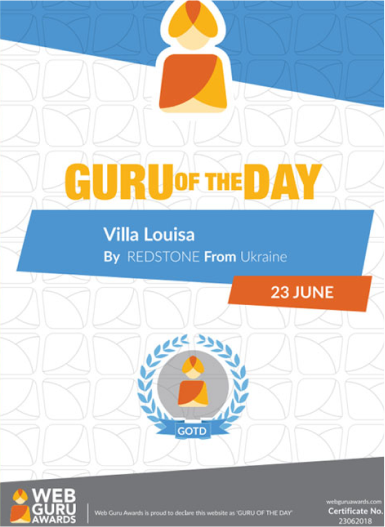 GURU OF THE DAY
Villa Louisa
By REDSTONE From Ukraine
23 JUNE
GOTD
WEB
GURU
AWARDS
Web Guru Awards is proud to declare this website as 'GURU OF THE DAY'
webguruawards.com
Certificate No.
23062018